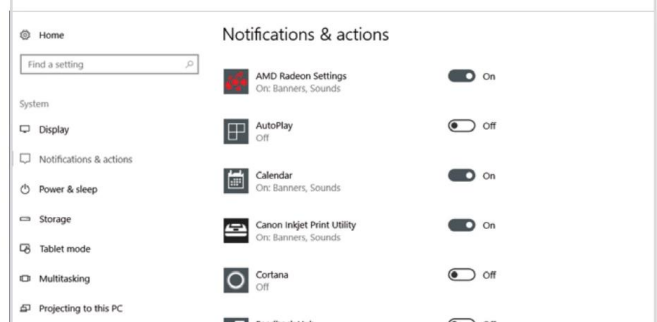 Home
Find a setting
System
Display
Notifications & actions
Power & sleep
Storage
Tablet mode
Multitasking
Projecting to this PC
Notifications & actions
AMD Radeon Settings
On: Banners, Sounds
On
AutoPlay
Off
Off
Calendar
On: Banners, Sounds
On
Canon Inkjet Print Utility
On: Banners, Sounds
On
Cortana
Off
Off